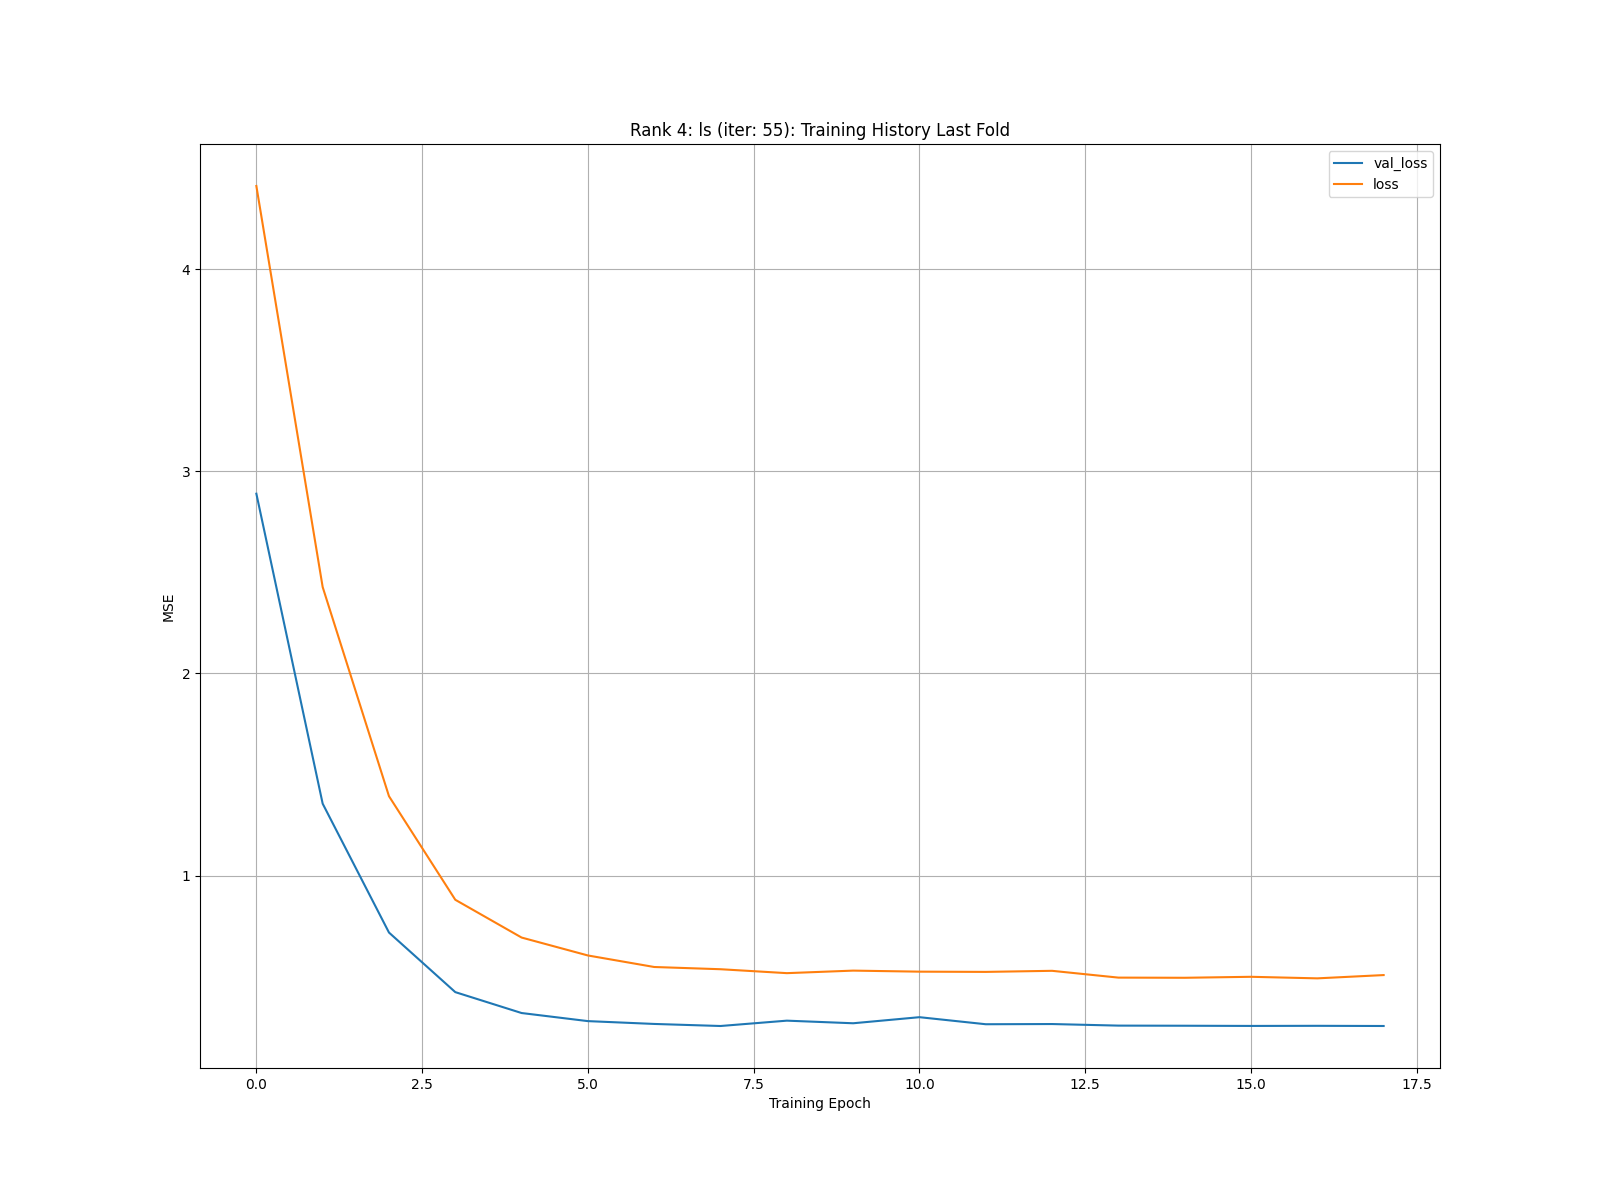 Rank 4: ls (iter: 55): Training History Last Fold
val_loss
loss
4
3
2
1
MSE
0.0 2.5 5.0 7.5 10.0 12.5 15.0 17.5
Training Epoch